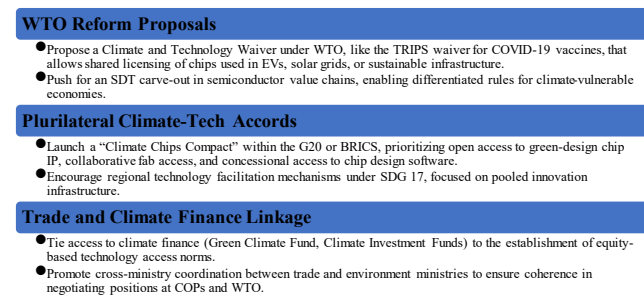 WTO Reform Proposals
●Propose a Climate and Technology Waiver under WTO, like the TRIPS waiver for COVID-19 vaccines, that
allows shared licensing of chips used in EVs, solar grids, or sustainable infrastructure.
●Push for an SDT carve-out in semiconductor value chains, enabling differentiated rules for climate-vulnerable
economies.
Plurilateral Climate-Tech Accords
●Launch a “Climate Chips Compact” within the G20 or BRICS, prioritizing open access to green-design chip
IP, collaborative fab access, and concessional access to chip design software.
●Encourage regional technology facilitation mechanisms under SDG 17, focused on pooled innovation
infrastructure.
Trade and Climate Finance Linkage
●Tie access to climate finance (Green Climate Fund, Climate Investment Funds) to the establishment of equity-
based technology access norms.
●Promote cross-ministry coordination between trade and environment ministries to ensure coherence in
negotiating positions at COPs and WTO.